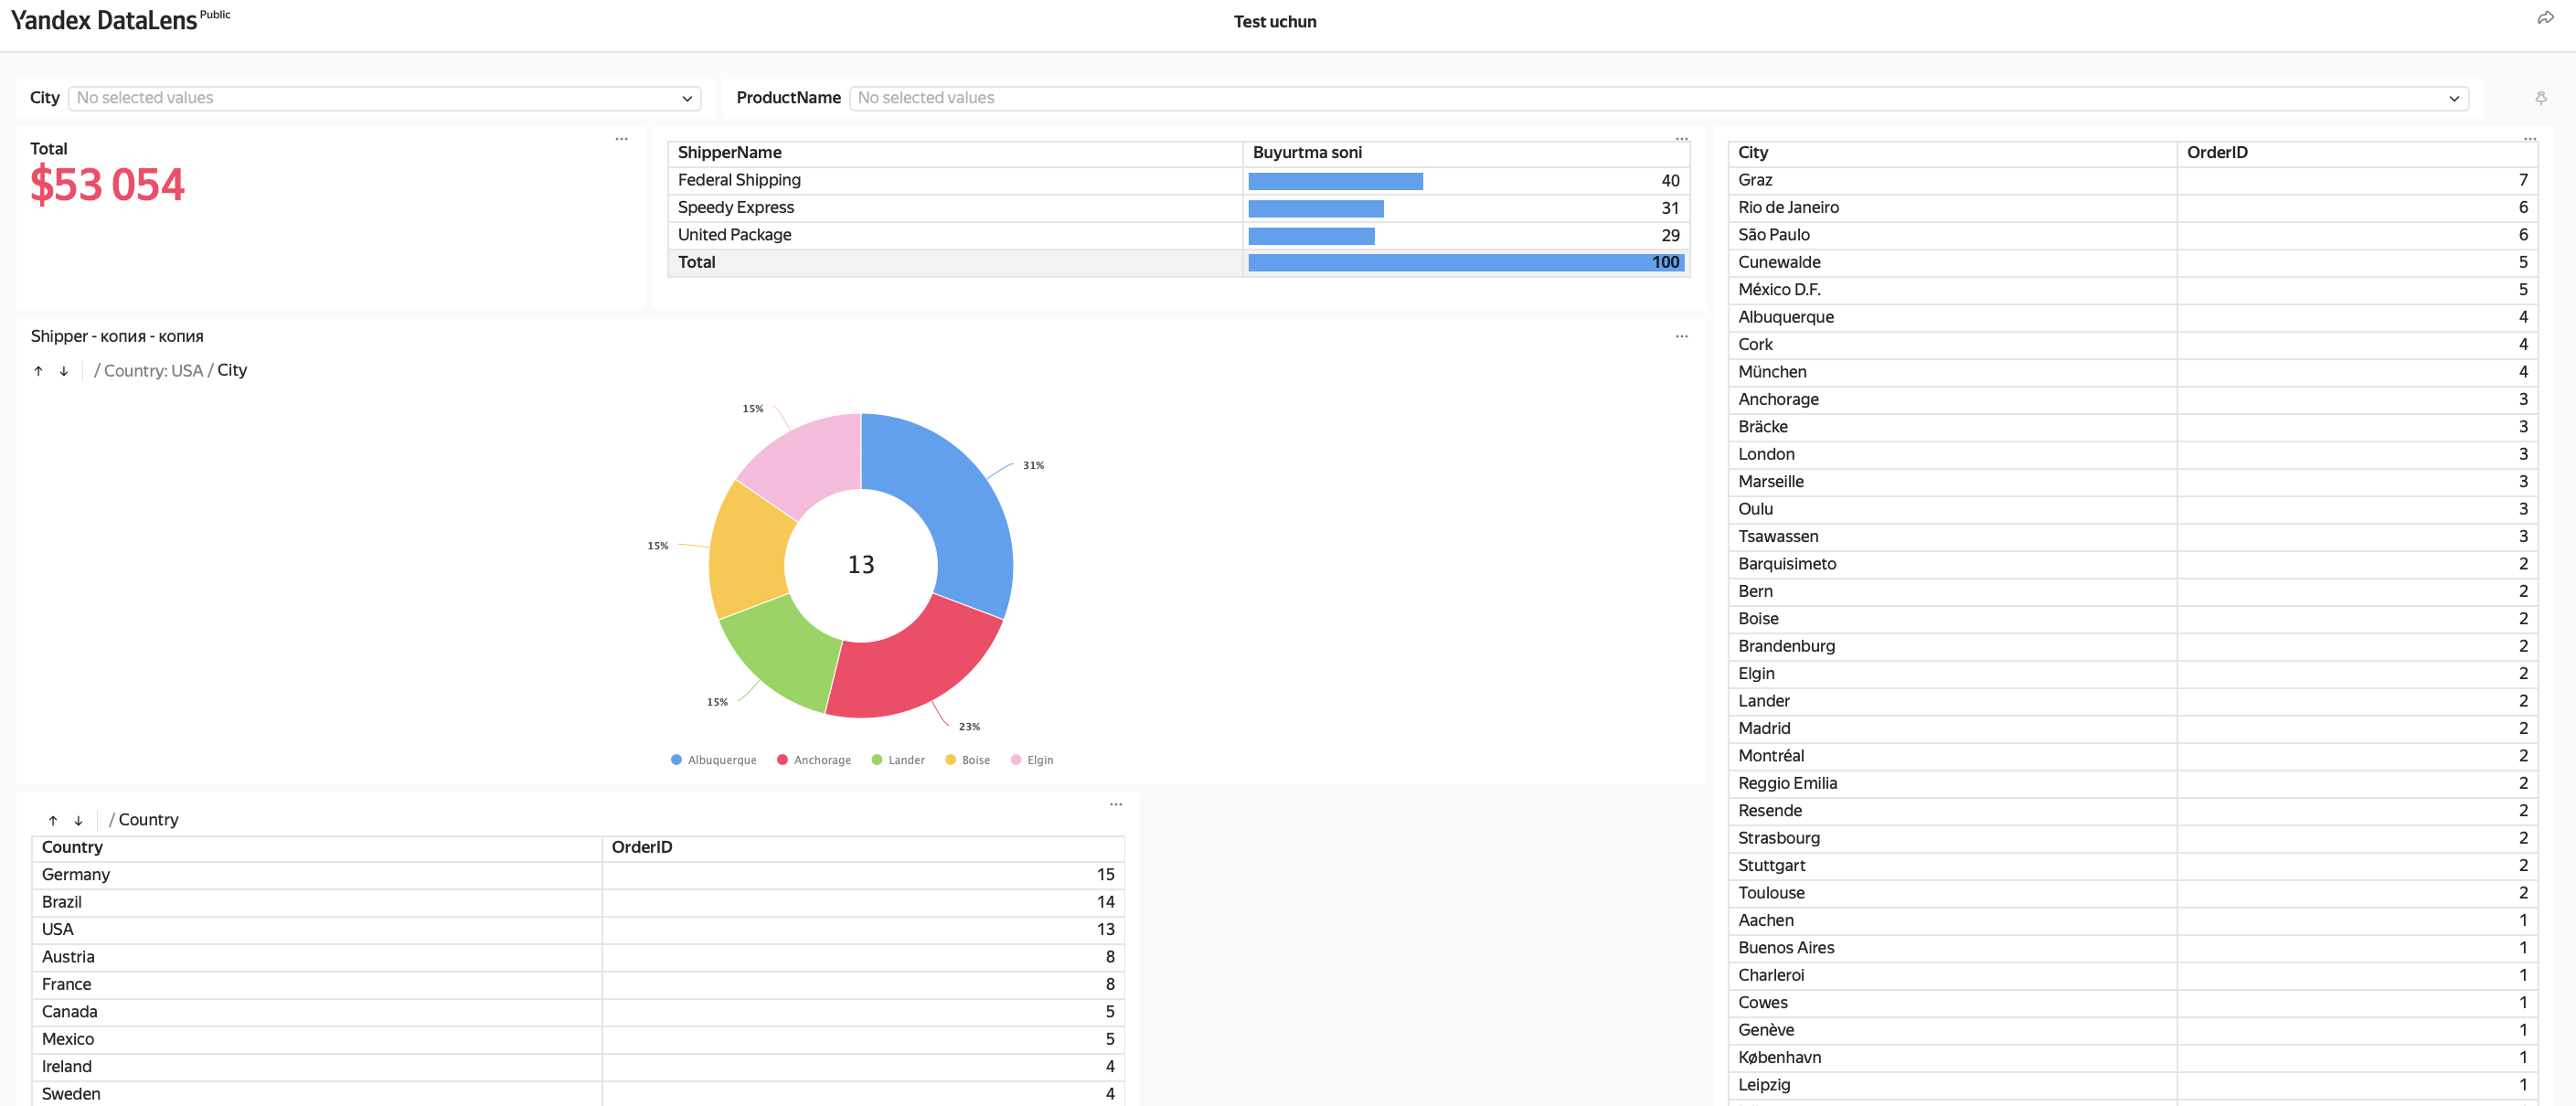 Yandex DataLens Public
Test uchun
City No selected values
ProductName No selected values
Total
$53 054
ShipperName Buyurtma soni
Federal Shipping 40
Speedy Express 31
United Package 29
Total 100
Shipper - копия - копия
/ Country: USA / City
15%
31%
15%
13
15%
23%
Albuquerque Anchorage Lander Boise Elgin
/ Country
Country OrderID
Germany 15
Brazil 14
USA 13
Austria 8
France 8
Canada 5
Mexico 5
Ireland 4
Sweden 4
City OrderID
Graz 7
Rio de Janeiro 6
São Paulo 6
Cunewalde 5
México D.F. 5
Albuquerque 4
Cork 4
München 4
Anchorage 3
Bräcke 3
London 3
Marseille 3
Oulu 3
Tsawassen 3
Barquisimeto 2
Bern 2
Boise 2
Brandenburg 2
Elgin 2
Lander 2
Madrid 2
Montréal 2
Reggio Emilia 2
Resende 2
Strasbourg 2
Stuttgart 2
Toulouse 2
Aachen 1
Buenos Aires 1
Charleroi 1
Cowes 1
Genève 1
København 1
Leipzig 1